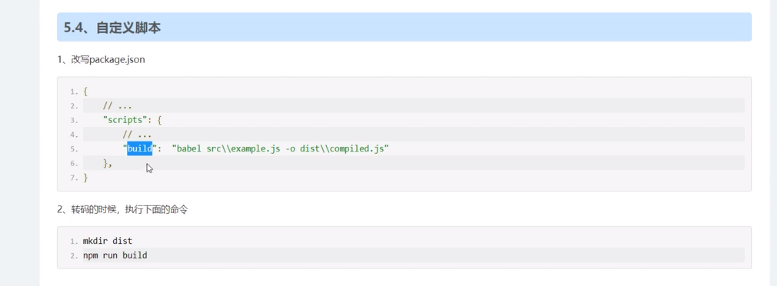 5.4、自定义脚本
1、改写package.json
1. {
2. // ...
3. "scripts": {
4. // ...
5. "build": "babel src\\example.js -o dist\\compiled.js"
6. },
7. }
2、转码的时候，执行下面的命令
1. mkdir dist
2. npm run build